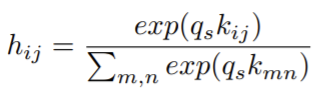 h_{ij} = \frac{exp(q_s k_{ij})}{\sum_{m,n} exp(q_s k_{mn})}